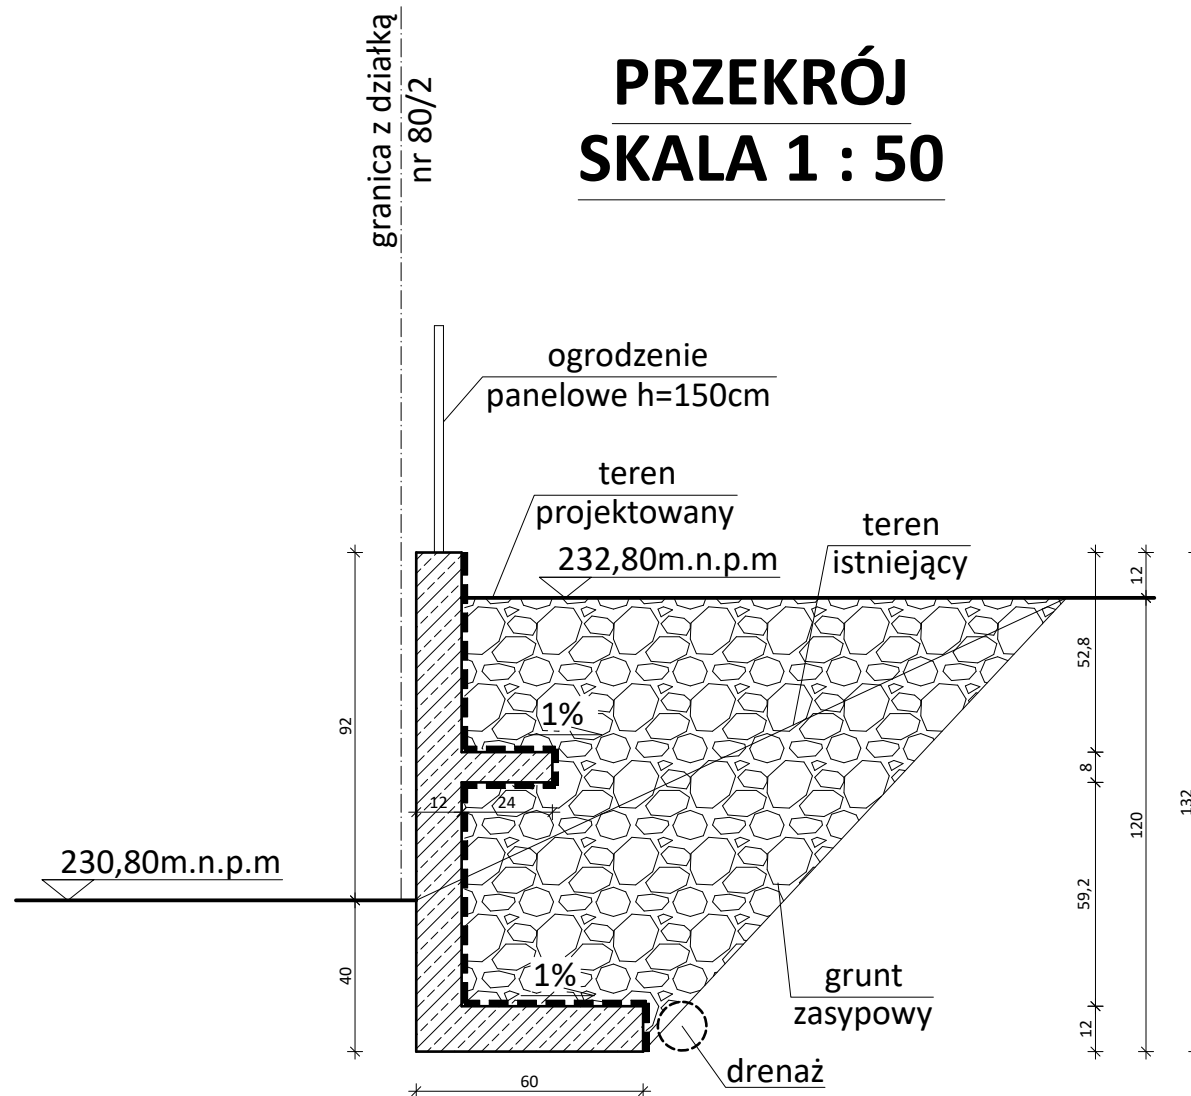 granica z działką
nr 80/2
PRZEKRÓJ
SKALA 1 : 50
ogrodzenie
panelowe h=150cm
teren
projektowany
232,80m.n.p.m
teren
istniejący
12
52,8
92
1%
8
12
24
120
132
230,80m.n.p.m
59,2
40
1%
grunt
zasypowy
12
60
drenaż